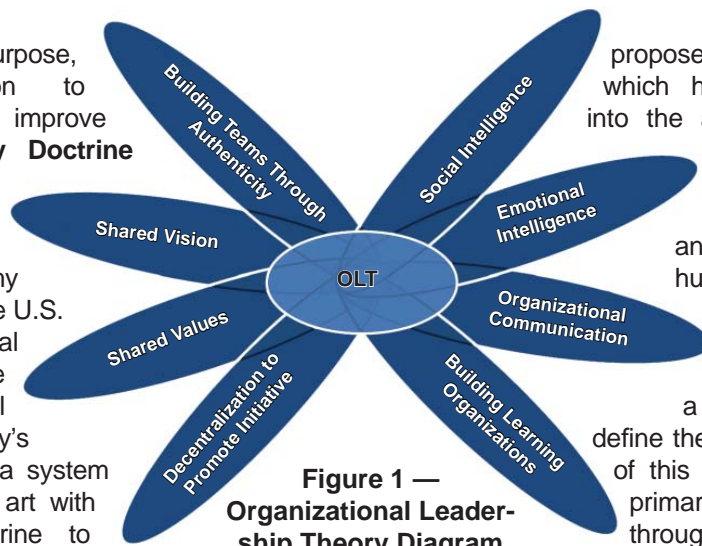 urpose,
on to
improve
y Doctrine
ny
e U.S.
al
e
l
y's
a system
art with
rine to
Building Teams Through
Authenticity
Shared Vision
Shared Values
Decentralization to
Promote Initiative
OLT
Social Intelligence
Emotional
Intelligence
Organizational
Communication
Building Learning
Organizations
Figure 1 —
Organizational Leader-
ship Theory Diagram
propose
which h
into the a
an
hu
a
define the
of this
primar
throug